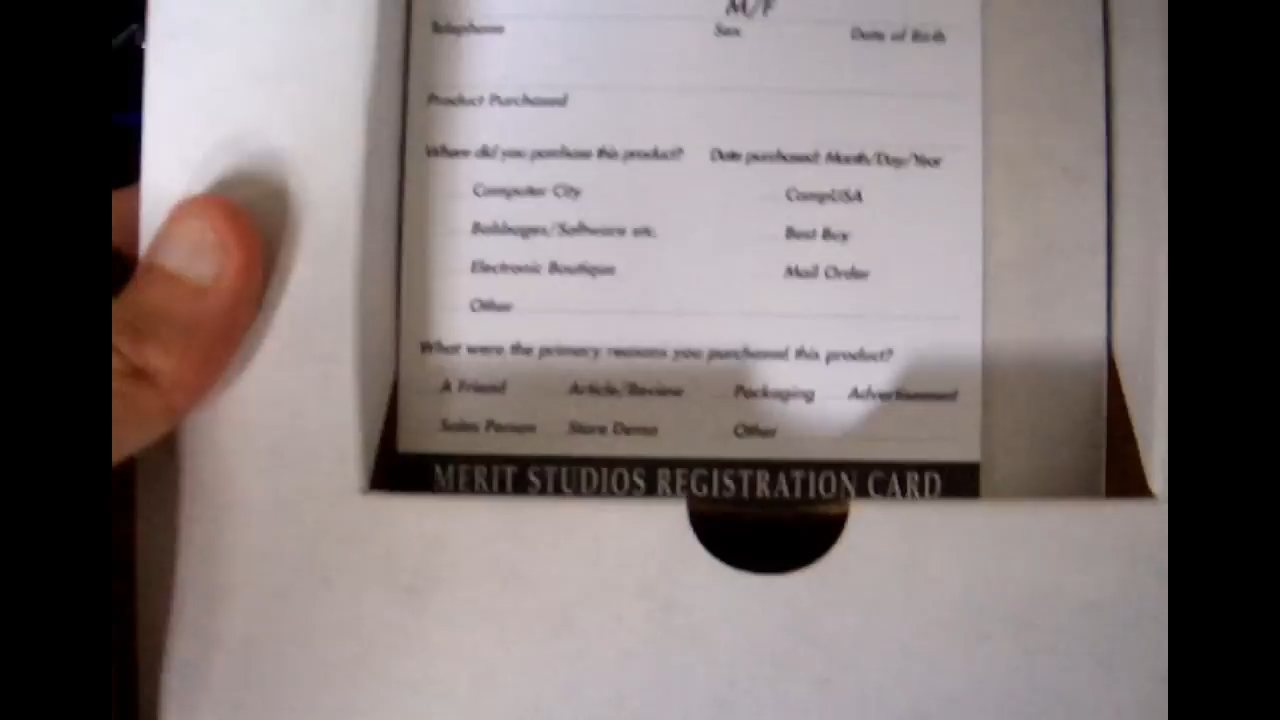 M/F
Telephone Sex Date of Birth
Product Purchased
Where did you purchase this product? Date purchased: Month/Day/Year
Computer City CompUSA
Babbages/Software etc. Best Buy
Electronic Boutique Mail Order
Other
What were the primary reasons you purchased this product?
A Friend Article/Review Packaging Advertisement
Sales Person Store Demo Other
MERIT STUDIOS REGISTRATION CARD